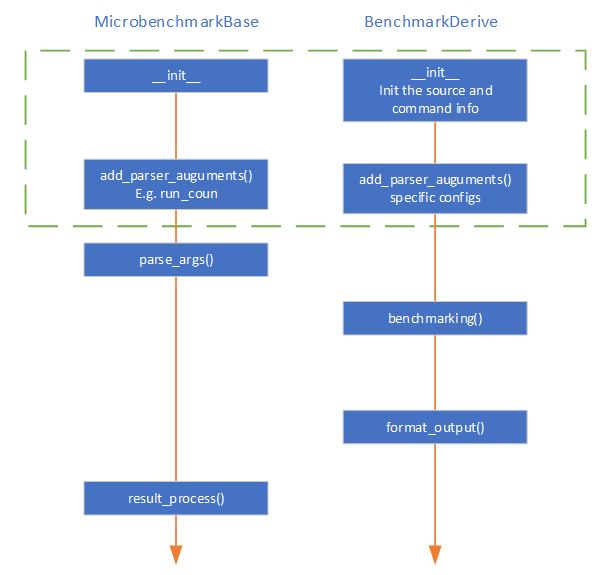 MicrobenchmarkBase
BenchmarkDerive
__init__
__init__
Init the source and
command info
add_parser_auguments()
E.g. run_coun
add_parser_auguments()
specific configs
parse_args()
benchmarking()
format_output()
result_process()